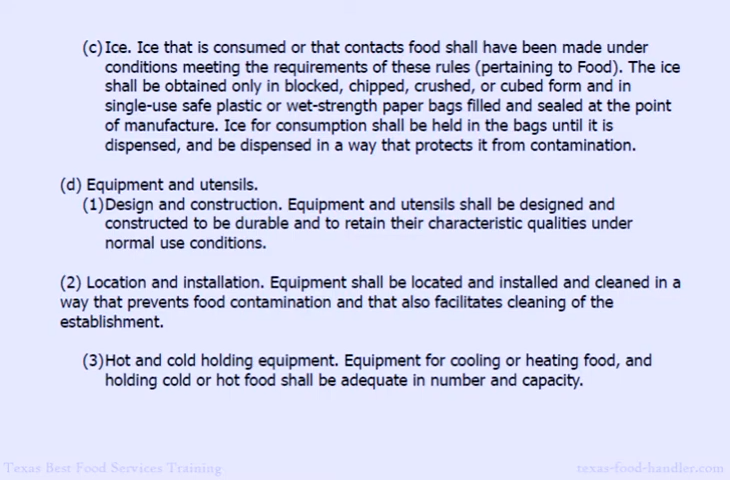 (c) Ice. Ice that is consumed or that contacts food shall have been made under
conditions meeting the requirements of these rules (pertaining to Food). The ice
shall be obtained only in blocked, chipped, crushed, or cubed form and in
single-use safe plastic or wet-strength paper bags filled and sealed at the point
of manufacture. Ice for consumption shall be held in the bags until it is
dispensed, and be dispensed in a way that protects it from contamination.
(d) Equipment and utensils.
(1) Design and construction. Equipment and utensils shall be designed and
constructed to be durable and to retain their characteristic qualities under
normal use conditions.
(2) Location and installation. Equipment shall be located and installed and cleaned in a
way that prevents food contamination and that also facilitates cleaning of the
establishment.
(3) Hot and cold holding equipment. Equipment for cooling or heating food, and
holding cold or hot food shall be adequate in number and capacity.
Texas Best Food Services Training
texas-food-handler.com